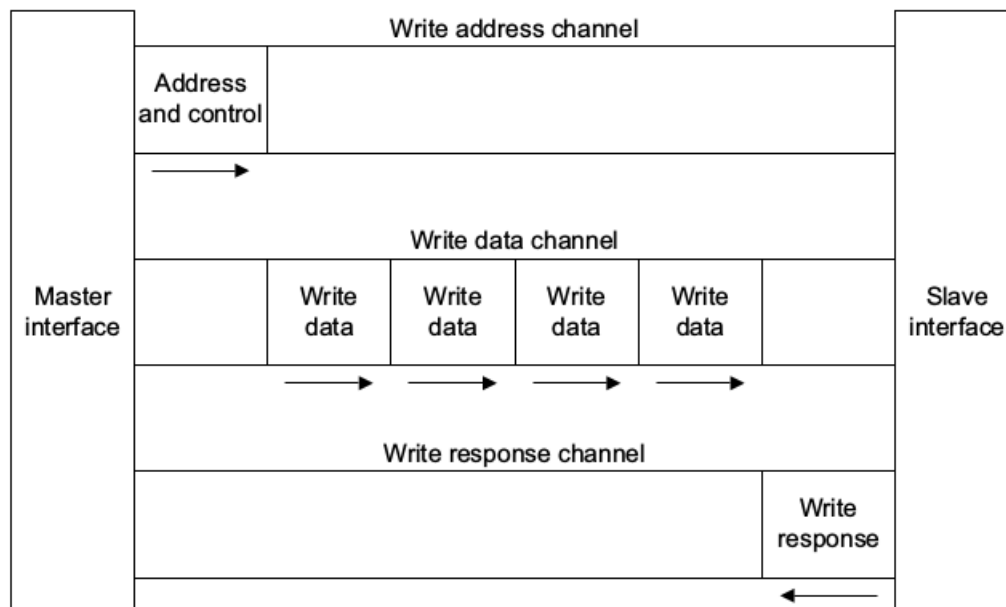 Write address channel
Address
and control
Write data channel
Master
interface
Write
data
Write
data
Write
data
Write
data
Slave
interface
Write response channel
Write
response